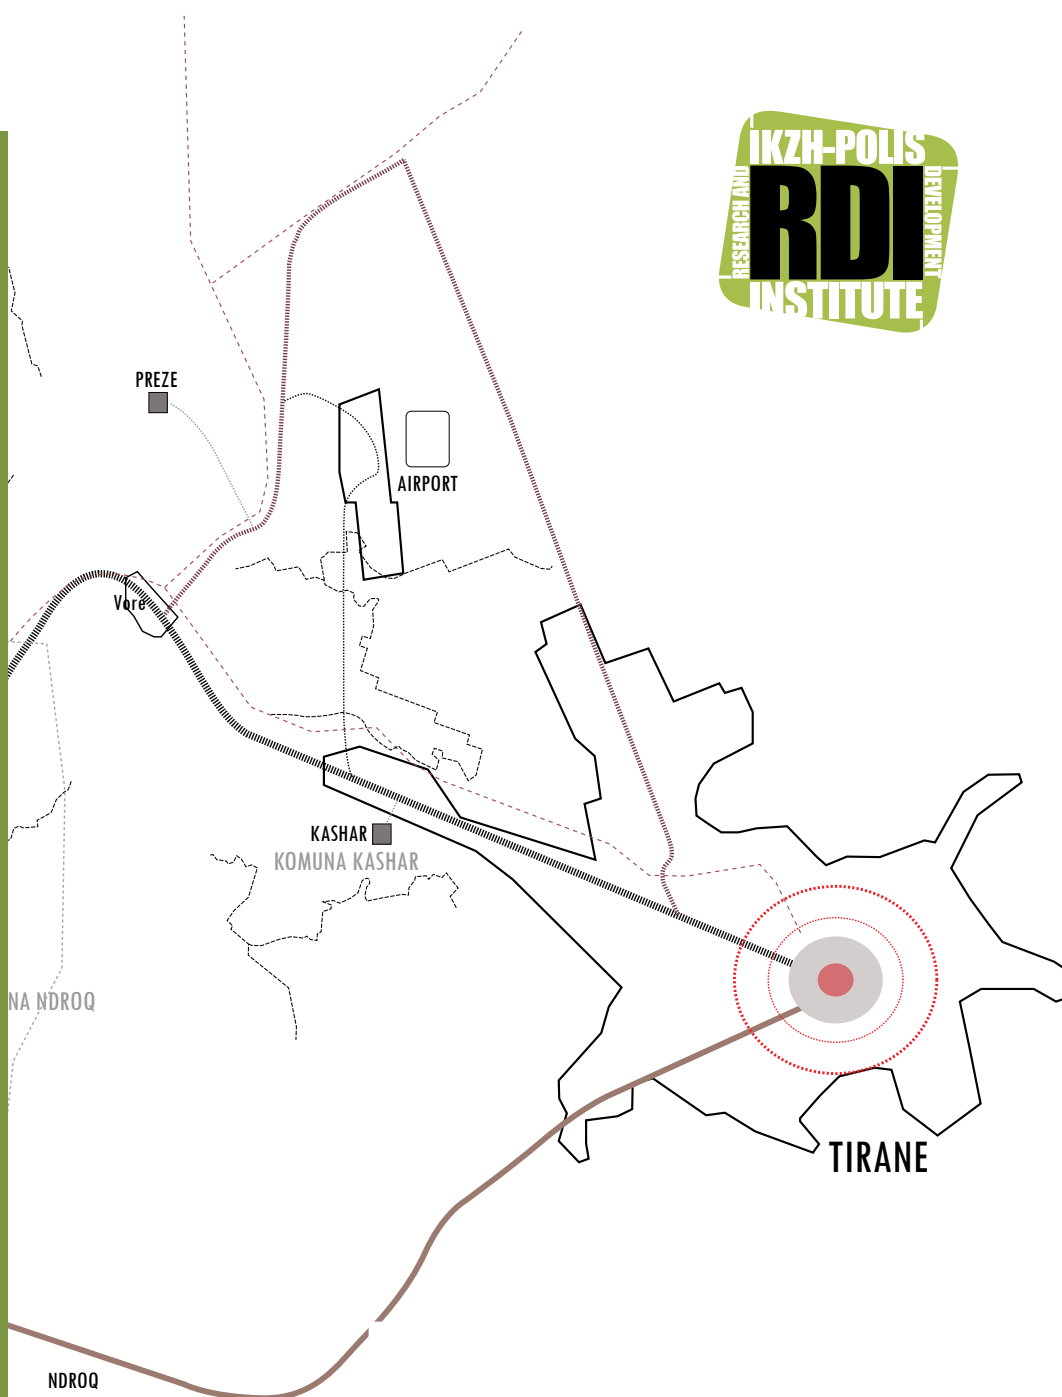 IKZH-POLIS
RESEARCH AND
RDI
DEVELOPMENT
INSTITUTE
PREZE
AIRPORT
Vore
KASHAR
KOMUNA KASHAR
NA NDROQ
TIRANE
NDROQ